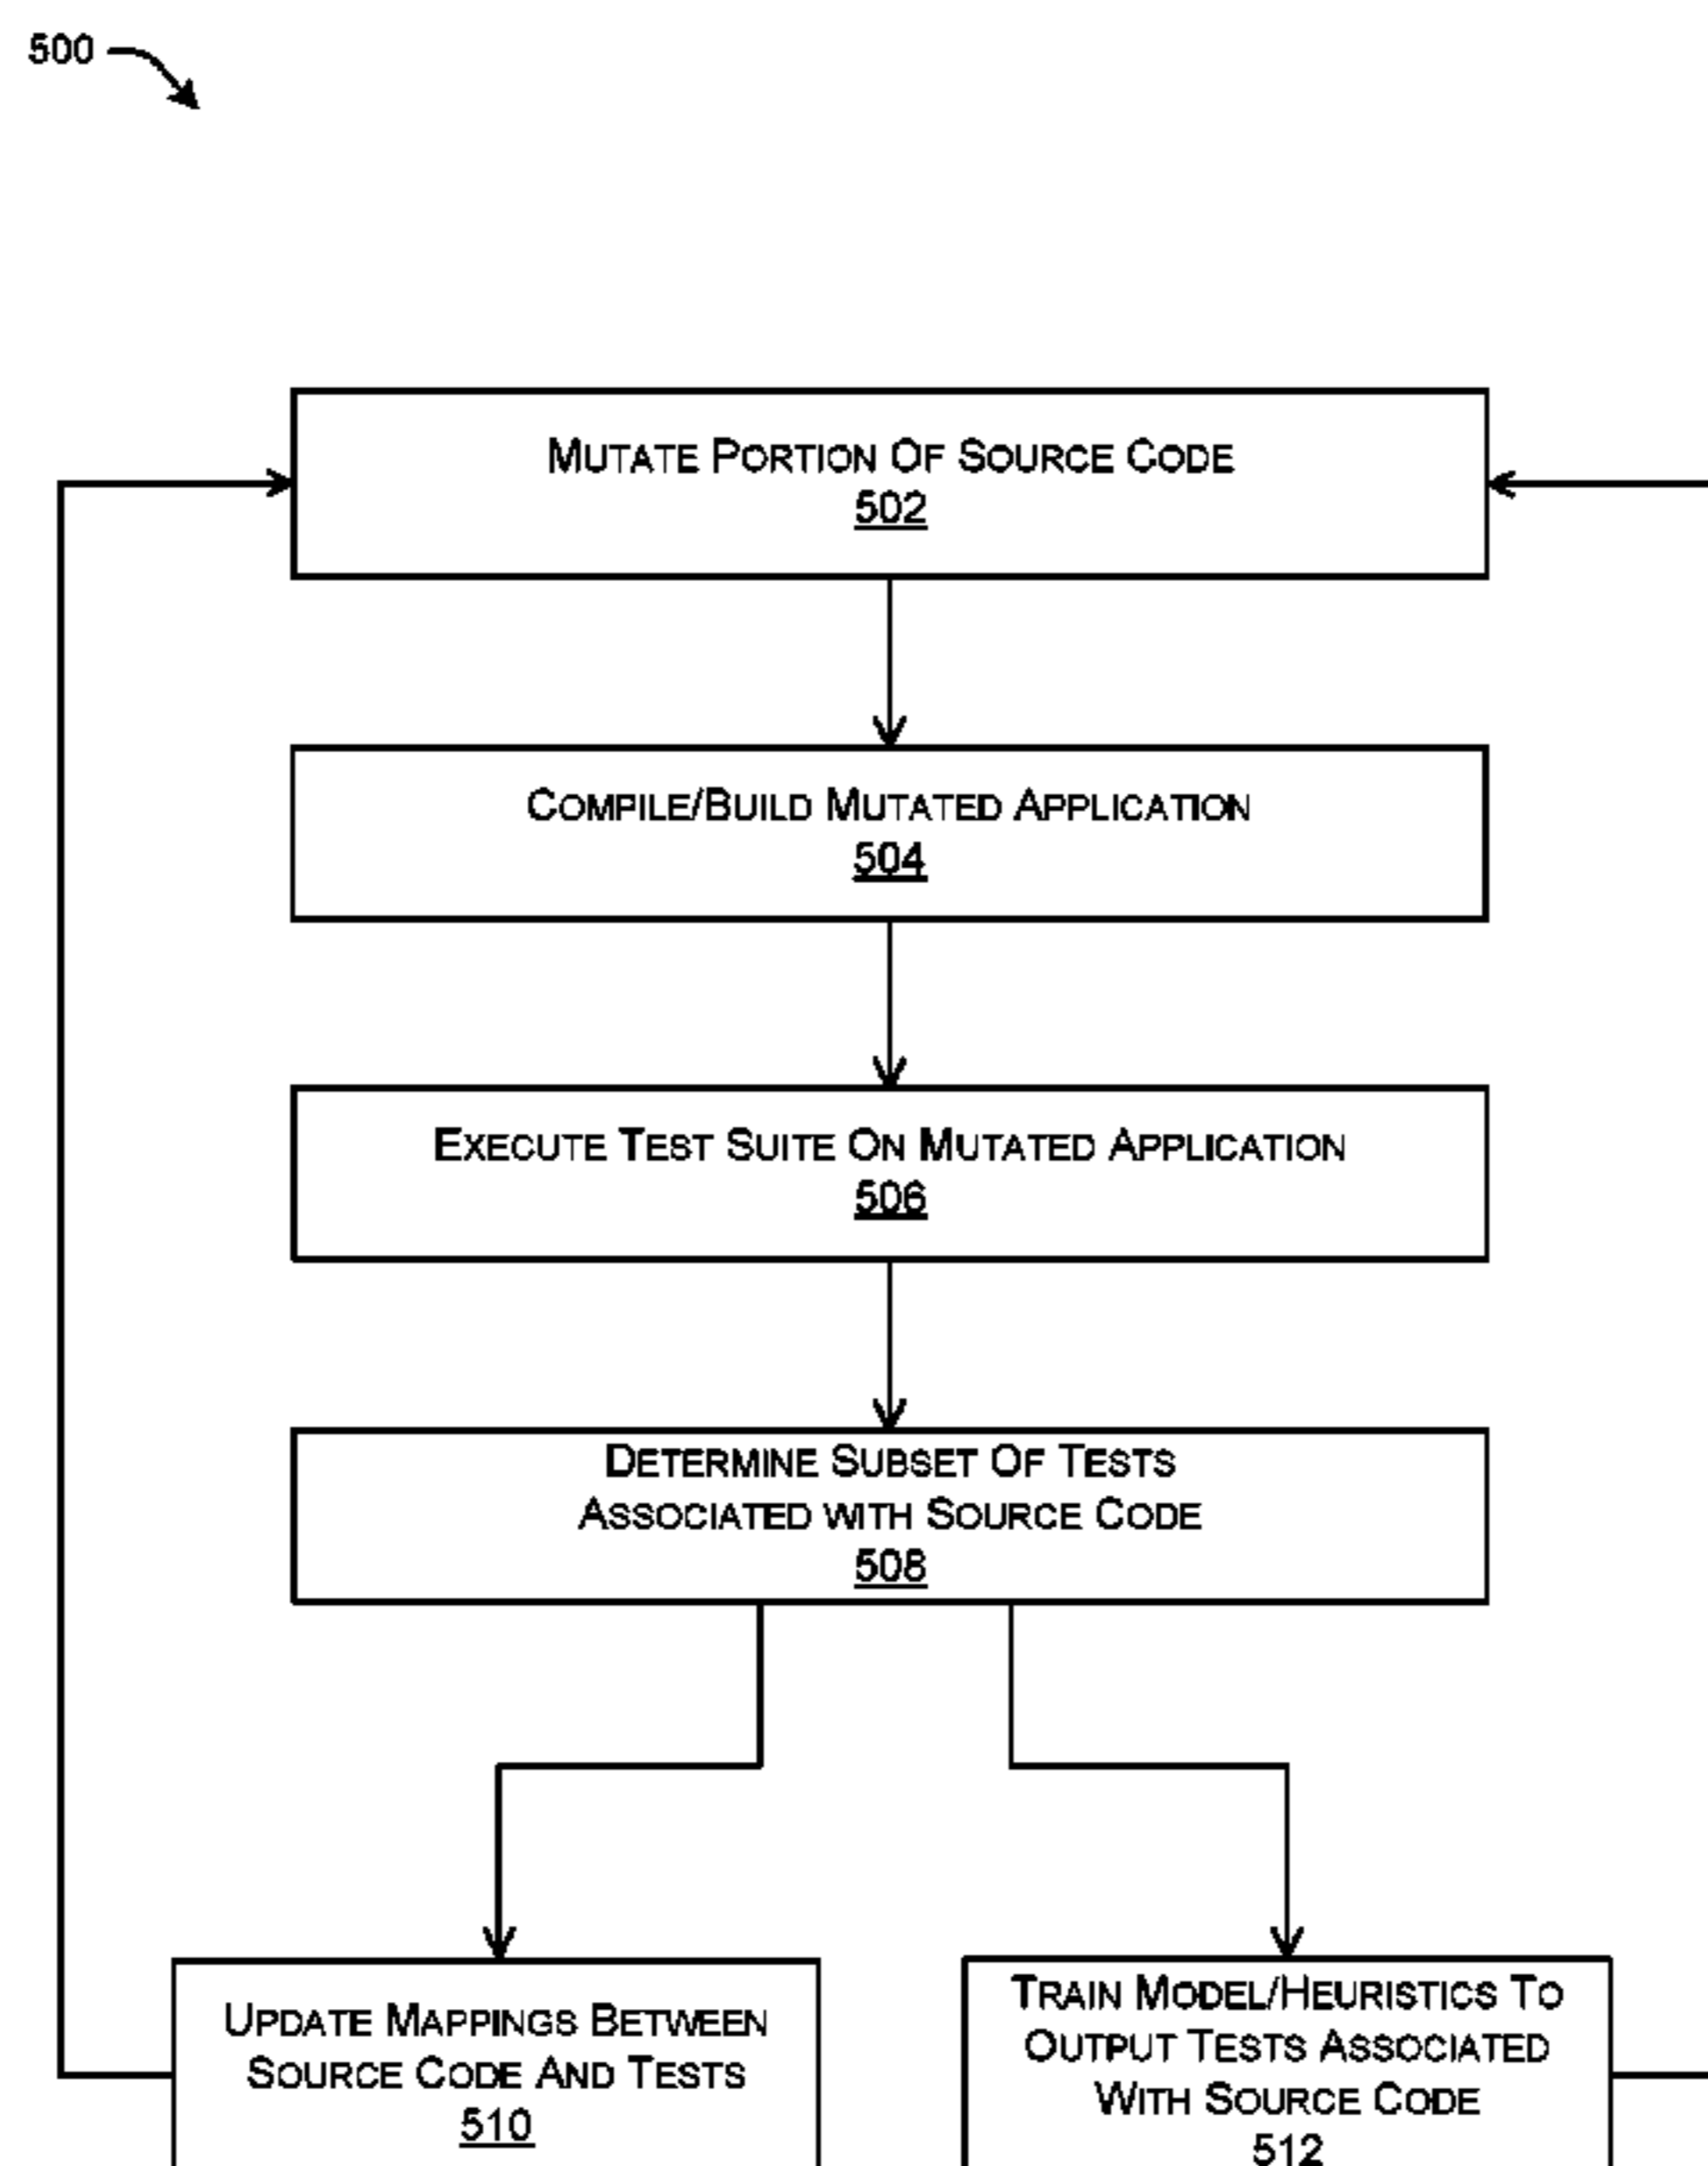 500
MUTATE PORTION OF SOURCE CODE
502
COMPILE/BUILD MUTATED APPLICATION
504
EXECUTE TEST SUITE ON MUTATED APPLICATION
506
DETERMINE SUBSET OF TESTS
ASSOCIATED WITH SOURCE CODE
508
UPDATE MAPPINGS BETWEEN
SOURCE CODE AND TESTS
510
TRAIN MODEL/HEURISTICS TO
OUTPUT TESTS ASSOCIATED
WITH SOURCE CODE
512